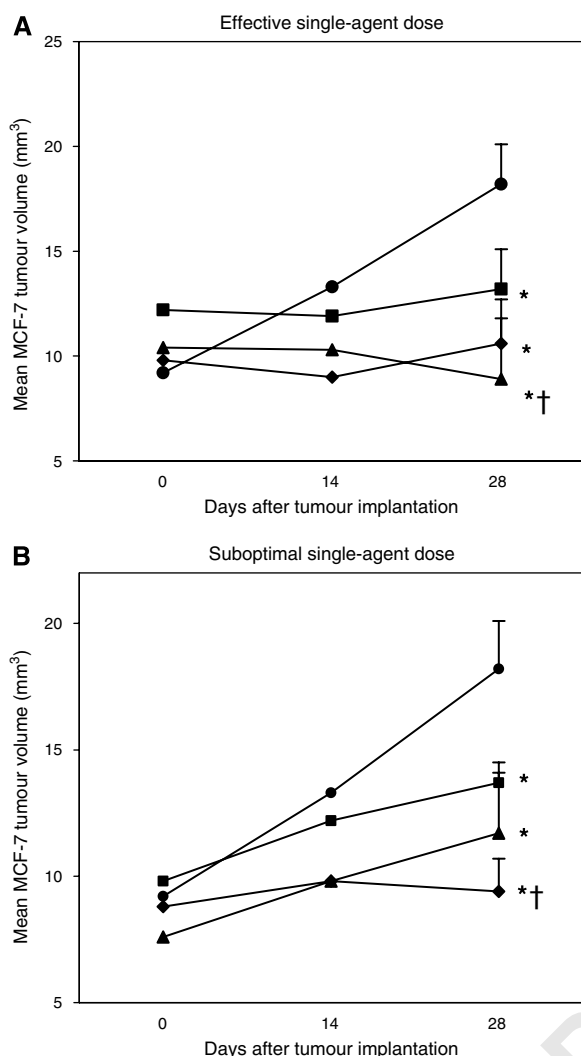 A
Effective single-agent dose
25
20
15
10
5
Mean MCF-7 tumour volume (mm³)
*
*
*†
0 14 28
Days after tumour implantation
B
Suboptimal single-agent dose
20
15
10
5
Mean MCF-7 tumour volume (mm³)
*
*
*†
0 14 28
Days after tumour implantation